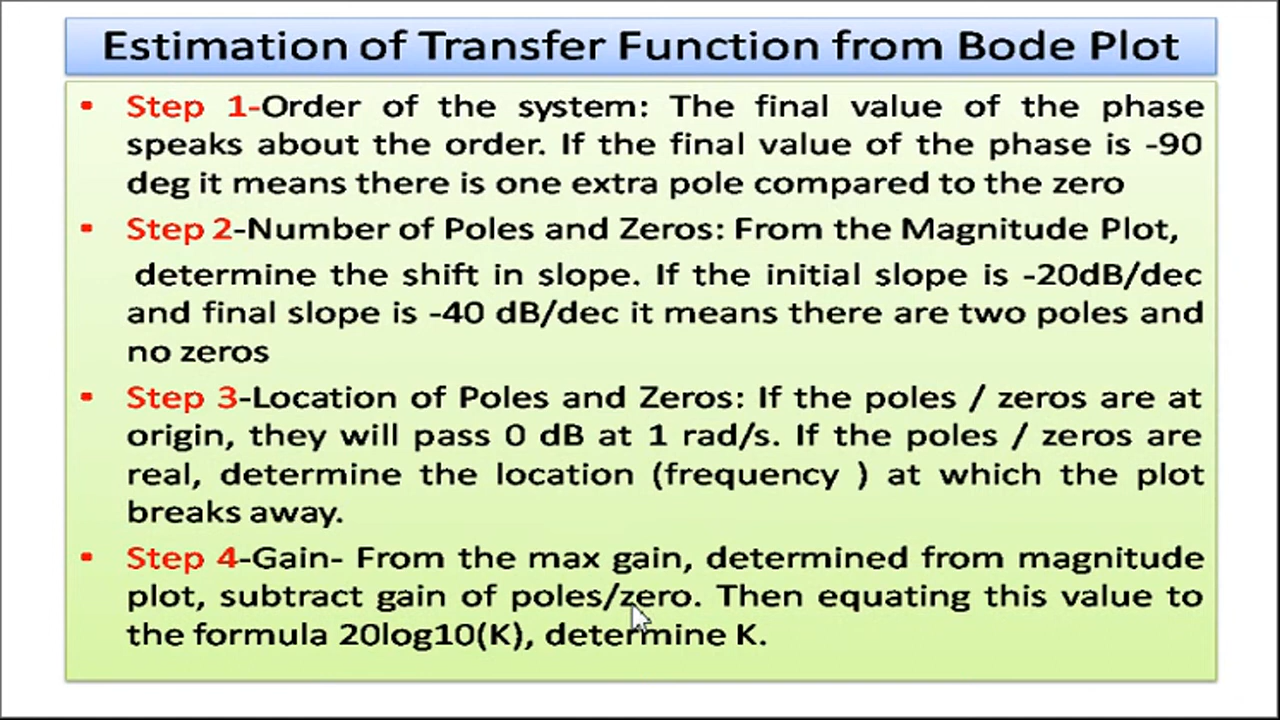 Estimation of Transfer Function from Bode Plot
• Step 1-Order of the system: The final value of the phase
speaks about the order. If the final value of the phase is -90
deg it means there is one extra pole compared to the zero
• Step 2-Number of Poles and Zeros: From the Magnitude Plot,
determine the shift in slope. If the initial slope is -20dB/dec
and final slope is -40 dB/dec it means there are two poles and
no zeros
• Step 3-Location of Poles and Zeros: If the poles / zeros are at
origin, they will pass 0 dB at 1 rad/s. If the poles / zeros are
real, determine the location (frequency ) at which the plot
breaks away.
• Step 4-Gain- From the max gain, determined from magnitude
plot, subtract gain of poles/zero. Then equating this value to
the formula 20log10(K), determine K.